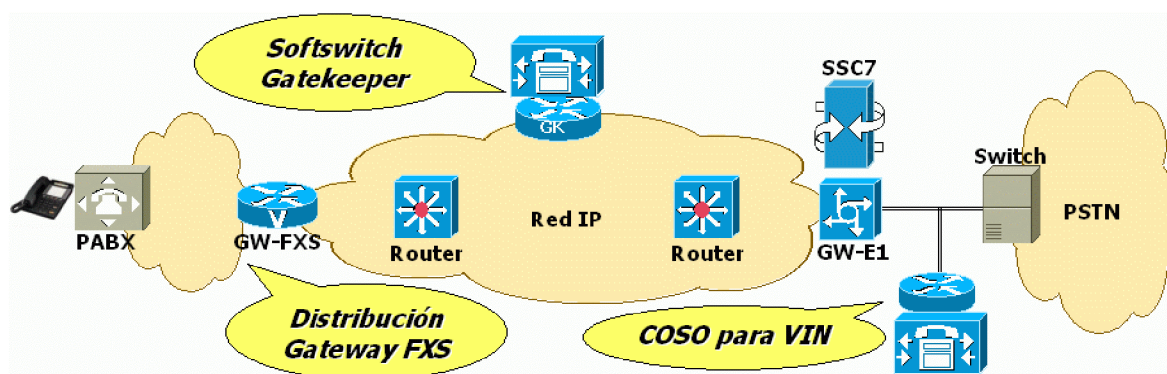 Softswitch
Gatekeeper
GK
SSC7
Switch
PABX
V
GW-FXS
Router
Red IP
Router
GW-E1
PSTN
Distribución
Gateway FXS
COSO para VIN